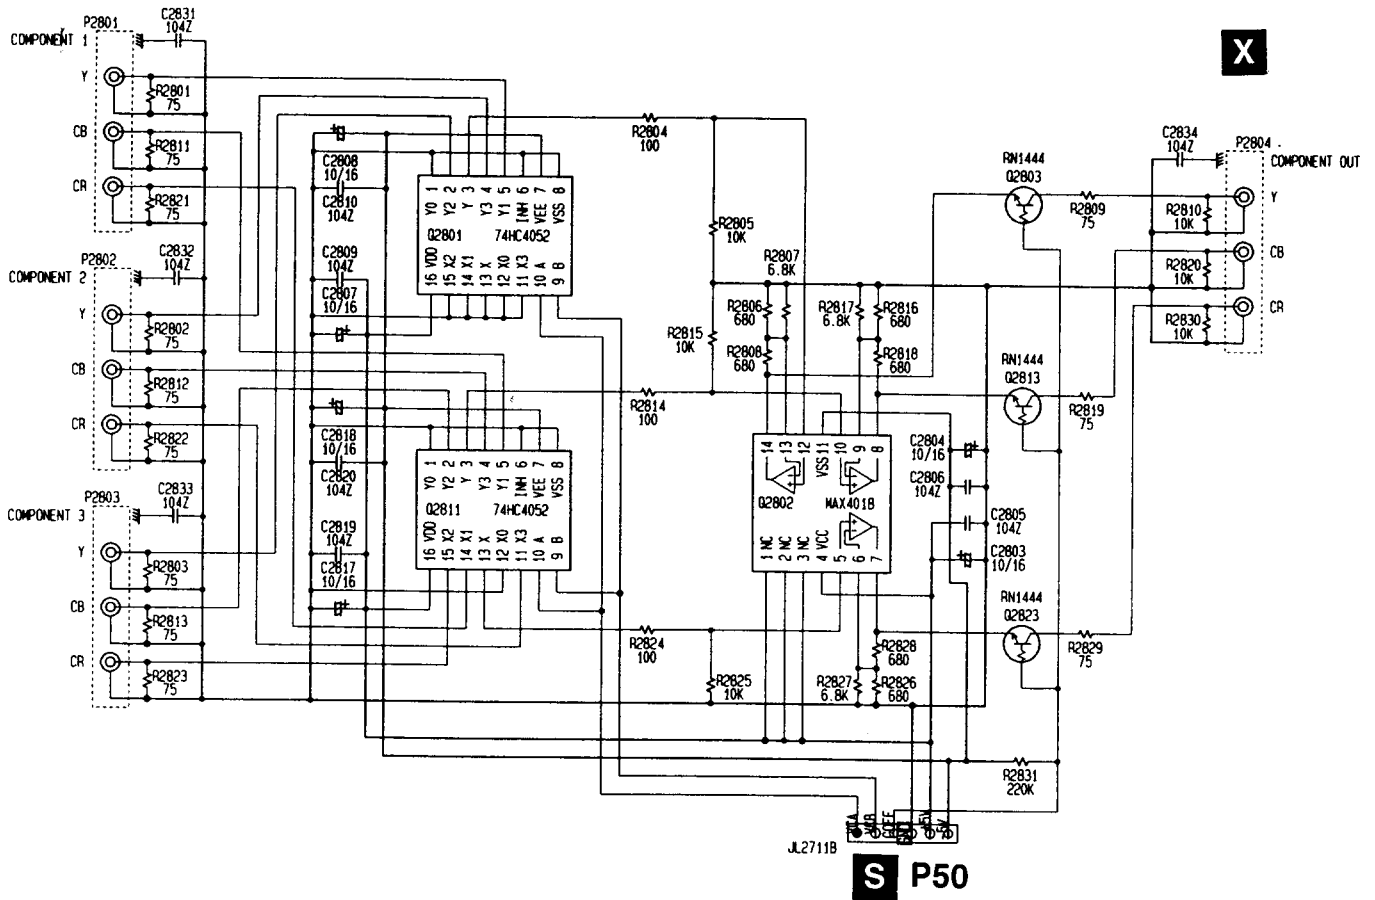 X
P2801
C2831
104Z
COMPONENT 1
Y
R2801
75
CB
R2811
75
CR
R2821
75
P2802
C2832
104Z
COMPONENT 2
Y
R2802
75
CB
R2812
75
CR
R2822
75
P2803
C2833
104Z
COMPONENT 3
Y
R2803
75
CB
R2813
75
CR
R2823
75
C2808
10/16
C2810
104Z
C2809
104Z
C2807
10/16
C2818
10/16
C2820
104Z
C2819
104Z
C2817
10/16
1 2 3 4 5 6 7 8
Y0 Y2 Y Y3 Y1 INH VEE VSS
Q2801 74HC4052
VDD X2 X1 X X0 X3 A B
16 15 14 13 12 11 10 9
1 2 3 4 5 6 7 8
Y0 Y2 Y Y3 Y1 INH VEE VSS
Q2811 74HC4052
VDD X2 X1 X X0 X3 A B
16 15 14 13 12 11 10 9
R2804
100
R2805
10K
R2807
6.8K
R2806
680
R2817
6.8K
R2816
680
R2815
10K
R2808
680
R2818
680
R2814
100
14 13 12 VSS 11 10 9 8
Q2802 MAX4018
1 NC 2 NC 3 NC 4 VCC 5 6 7
C2804
10/16
C2806
104Z
C2805
104Z
C2803
10/16
R2824
100
R2825
10K
R2828
680
R2827
6.8K
R2826
680
RN1444
Q2803
R2809
75
RN1444
Q2813
R2819
75
RN1444
Q2823
R2829
75
R2831
220K
C2834
104Z
P2804
COMPONENT OUT
Y
R2810
10K
CB
R2820
10K
CR
R2830
10K
GND
JL2711B
S P50